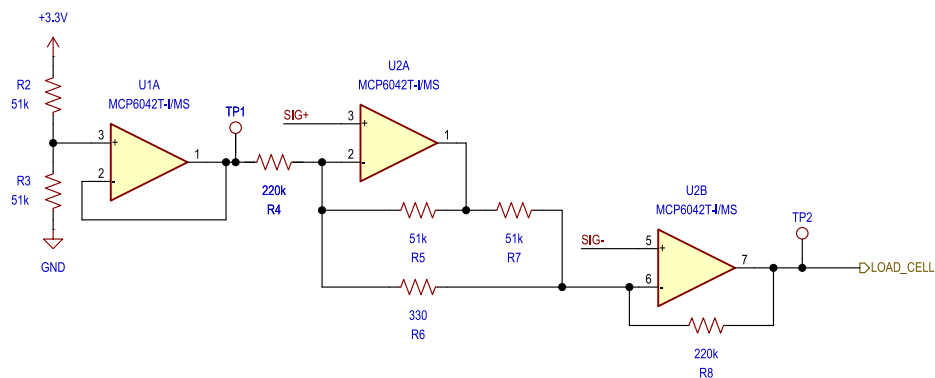 +3.3V
R2
51k
R3
51k
GND
U1A
MCP6042T-I/MS
3
+
2
-
1
TP1
220k
R4
U2A
MCP6042T-I/MS
SIG+
3
+
2
-
1
51k
R5
51k
R7
330
R6
U2B
MCP6042T-I/MS
SIG-
5
+
6
-
7
TP2
LOAD_CELL
220k
R8